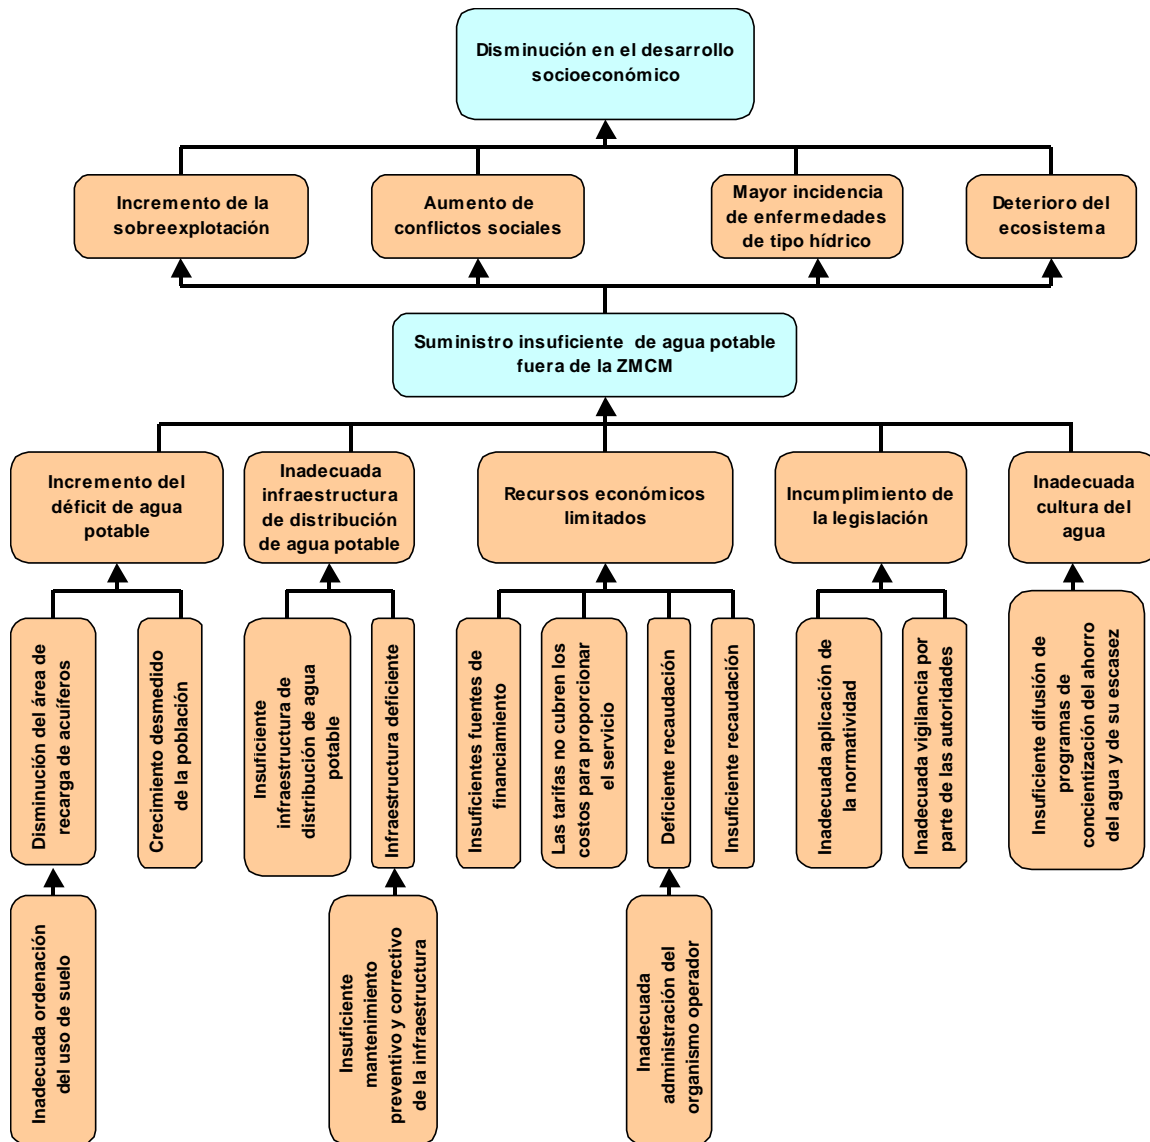 Disminución en el desarrollo
socioeconómico
Incremento de la
sobreexplotación
Aumento de
conflictos sociales
Mayor incidencia
de enfermedades
de tipo hídrico
Deterioro del
ecosistema
Suministro insuficiente de agua potable
fuera de la ZMCM
Incremento del
déficit de agua
potable
Inadecuada
infraestructura
de distribución
de agua potable
Recursos económicos
limitados
Incumplimiento de
la legislación
Inadecuada
cultura del
agua
Disminución del área de
recarga de acuíferos
Crecimiento desmedido
de la población
Insuficiente
infraestructura de
distribución de agua
potable
Infraestructura deficiente
Insuficientes fuentes de
financiamiento
Las tarifas no cubren los
costos para proporcionar
el servicio
Deficiente recaudación
Insuficiente recaudación
Inadecuada aplicación de
la normatividad
Inadecuada vigilancia por
parte de las autoridades
Insuficiente difusión de
programas de
concientización del ahorro
del agua y de su escasez
Inadecuada ordenación
del uso de suelo
Insuficiente
mantenimiento
preventivo y correctivo
de la infraestructura
Inadecuada
administración del
organismo operador